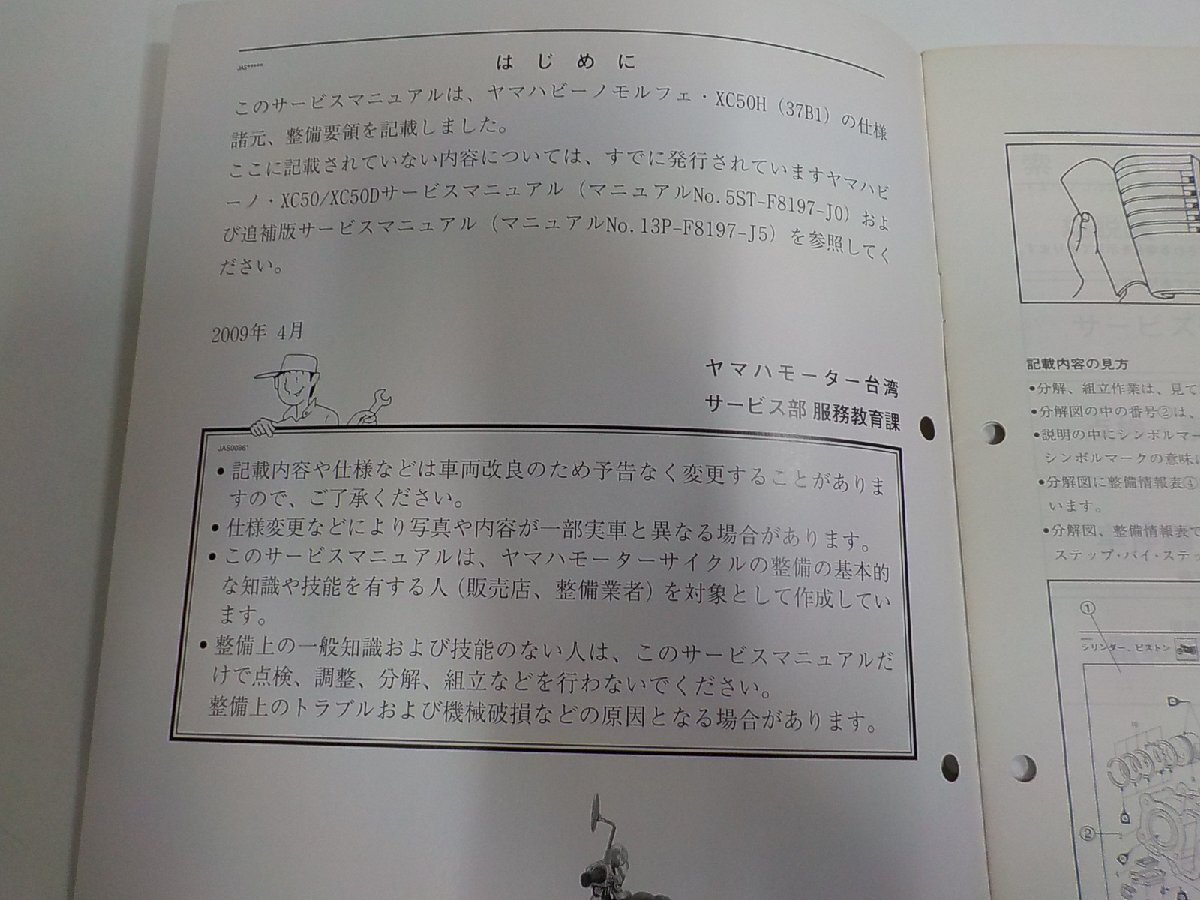 はじめに
このサービスマニュアルは、ヤマハビーノモルフェ・XC50H（37B1）の仕様
諸元、整備要領を記載しました。
ここに記載されていない内容については、すでに発行されていますヤマハビ
ーノ・XC50/XC50Dサービスマニュアル（マニュアルNo.5ST-F8197-J0）およ
び追補版サービスマニュアル（マニュアルNo.13P-F8197-J5）を参照してく
ださい。
2009年 4月
ヤマハモーター台湾
サービス部 服務教育課
JAS00061
• 記載内容や仕様などは車両改良のため予告なく変更することがありま
すので、ご了承ください。
• 仕様変更などにより写真や内容が一部実車と異なる場合があります。
• このサービスマニュアルは、ヤマハモーターサイクルの整備の基本的
な知識や技能を有する人（販売店、整備業者）を対象として作成してい
ます。
• 整備上の一般知識および技能のない人は、このサービスマニュアルだ
けで点検、調整、分解、組立などを行わないでください。
整備上のトラブルおよび機械破損などの原因となる場合があります。
記載内容の見方
•分解、組立作業は、見て
•分解図の中の番号②は、
•説明の中にシンボルマー
シンボルマークの意味は
•分解図に整備情報表④
います。
•分解図、整備情報表で
ステップ・バイ・ステッ
①
シリンダー、ピストン
②